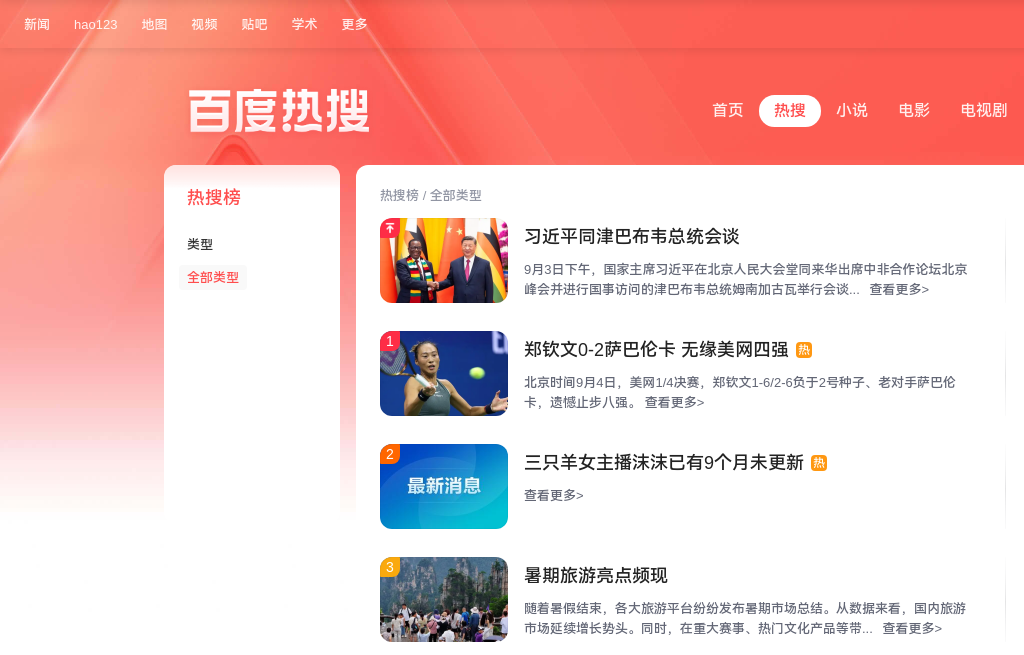 新闻 hao123 地图 视频 贴吧 学术 更多
百度热搜
首页 热搜 小说 电影 电视剧
热搜榜
类型
全部类型
热搜榜 / 全部类型
习近平同津巴布韦总统会谈
9月3日下午，国家主席习近平在北京人民大会堂同来华出席中非合作论坛北京
峰会并进行国事访问的津巴布韦总统姆南加古瓦举行会谈... 查看更多>
1
郑钦文0-2萨巴伦卡 无缘美网四强 热
北京时间9月4日，美网1/4决赛，郑钦文1-6/2-6负于2号种子、老对手萨巴伦
卡，遗憾止步八强。 查看更多>
2
最新消息
三只羊女主播沫沫已有9个月未更新 热
查看更多>
3
暑期旅游亮点频现
随着暑假结束，各大旅游平台纷纷发布暑期市场总结。从数据来看，国内旅游
市场延续增长势头。同时，在重大赛事、热门文化产品等带... 查看更多>